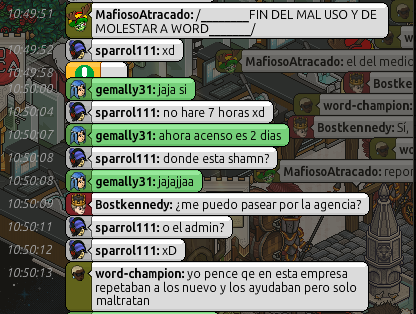 10:49:51 MafiosoAtracado: /________FIN DEL MAL USO Y DE
MOLESTAR A WORD______/
10:49:52 sparrol111: xd
MafiosoAtracado: el del medic
10:49:58
10:50:00 gemally31: jaja si
Bostke
10:50:04 sparrol111: no hare 7 horas xd
word-champion:
10:50:07 gemally31: ahora acenso es 2 dias
Bostkennedy: Sí,
10:50:08 sparrol111: donde esta shamn?
10:50:08 gemally31: jajajjaa
MafiosoAtracado: repor
10:50:09 Bostkennedy: ¿me puedo pasear por la agencia?
10:50:11 sparrol111: o el admin?
10:50:12 sparrol111: xD
10:50:13 word-champion: yo pence qe en esta empresa
repetaban a los nuevo y los ayudaban pero solo
maltratan